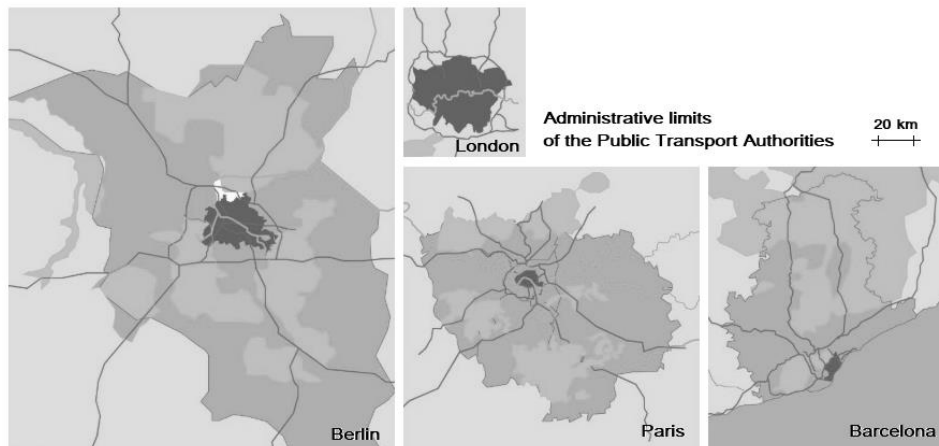 London
Administrative limits
of the Public Transport Authorities
20 km
Berlin
Paris
Barcelona